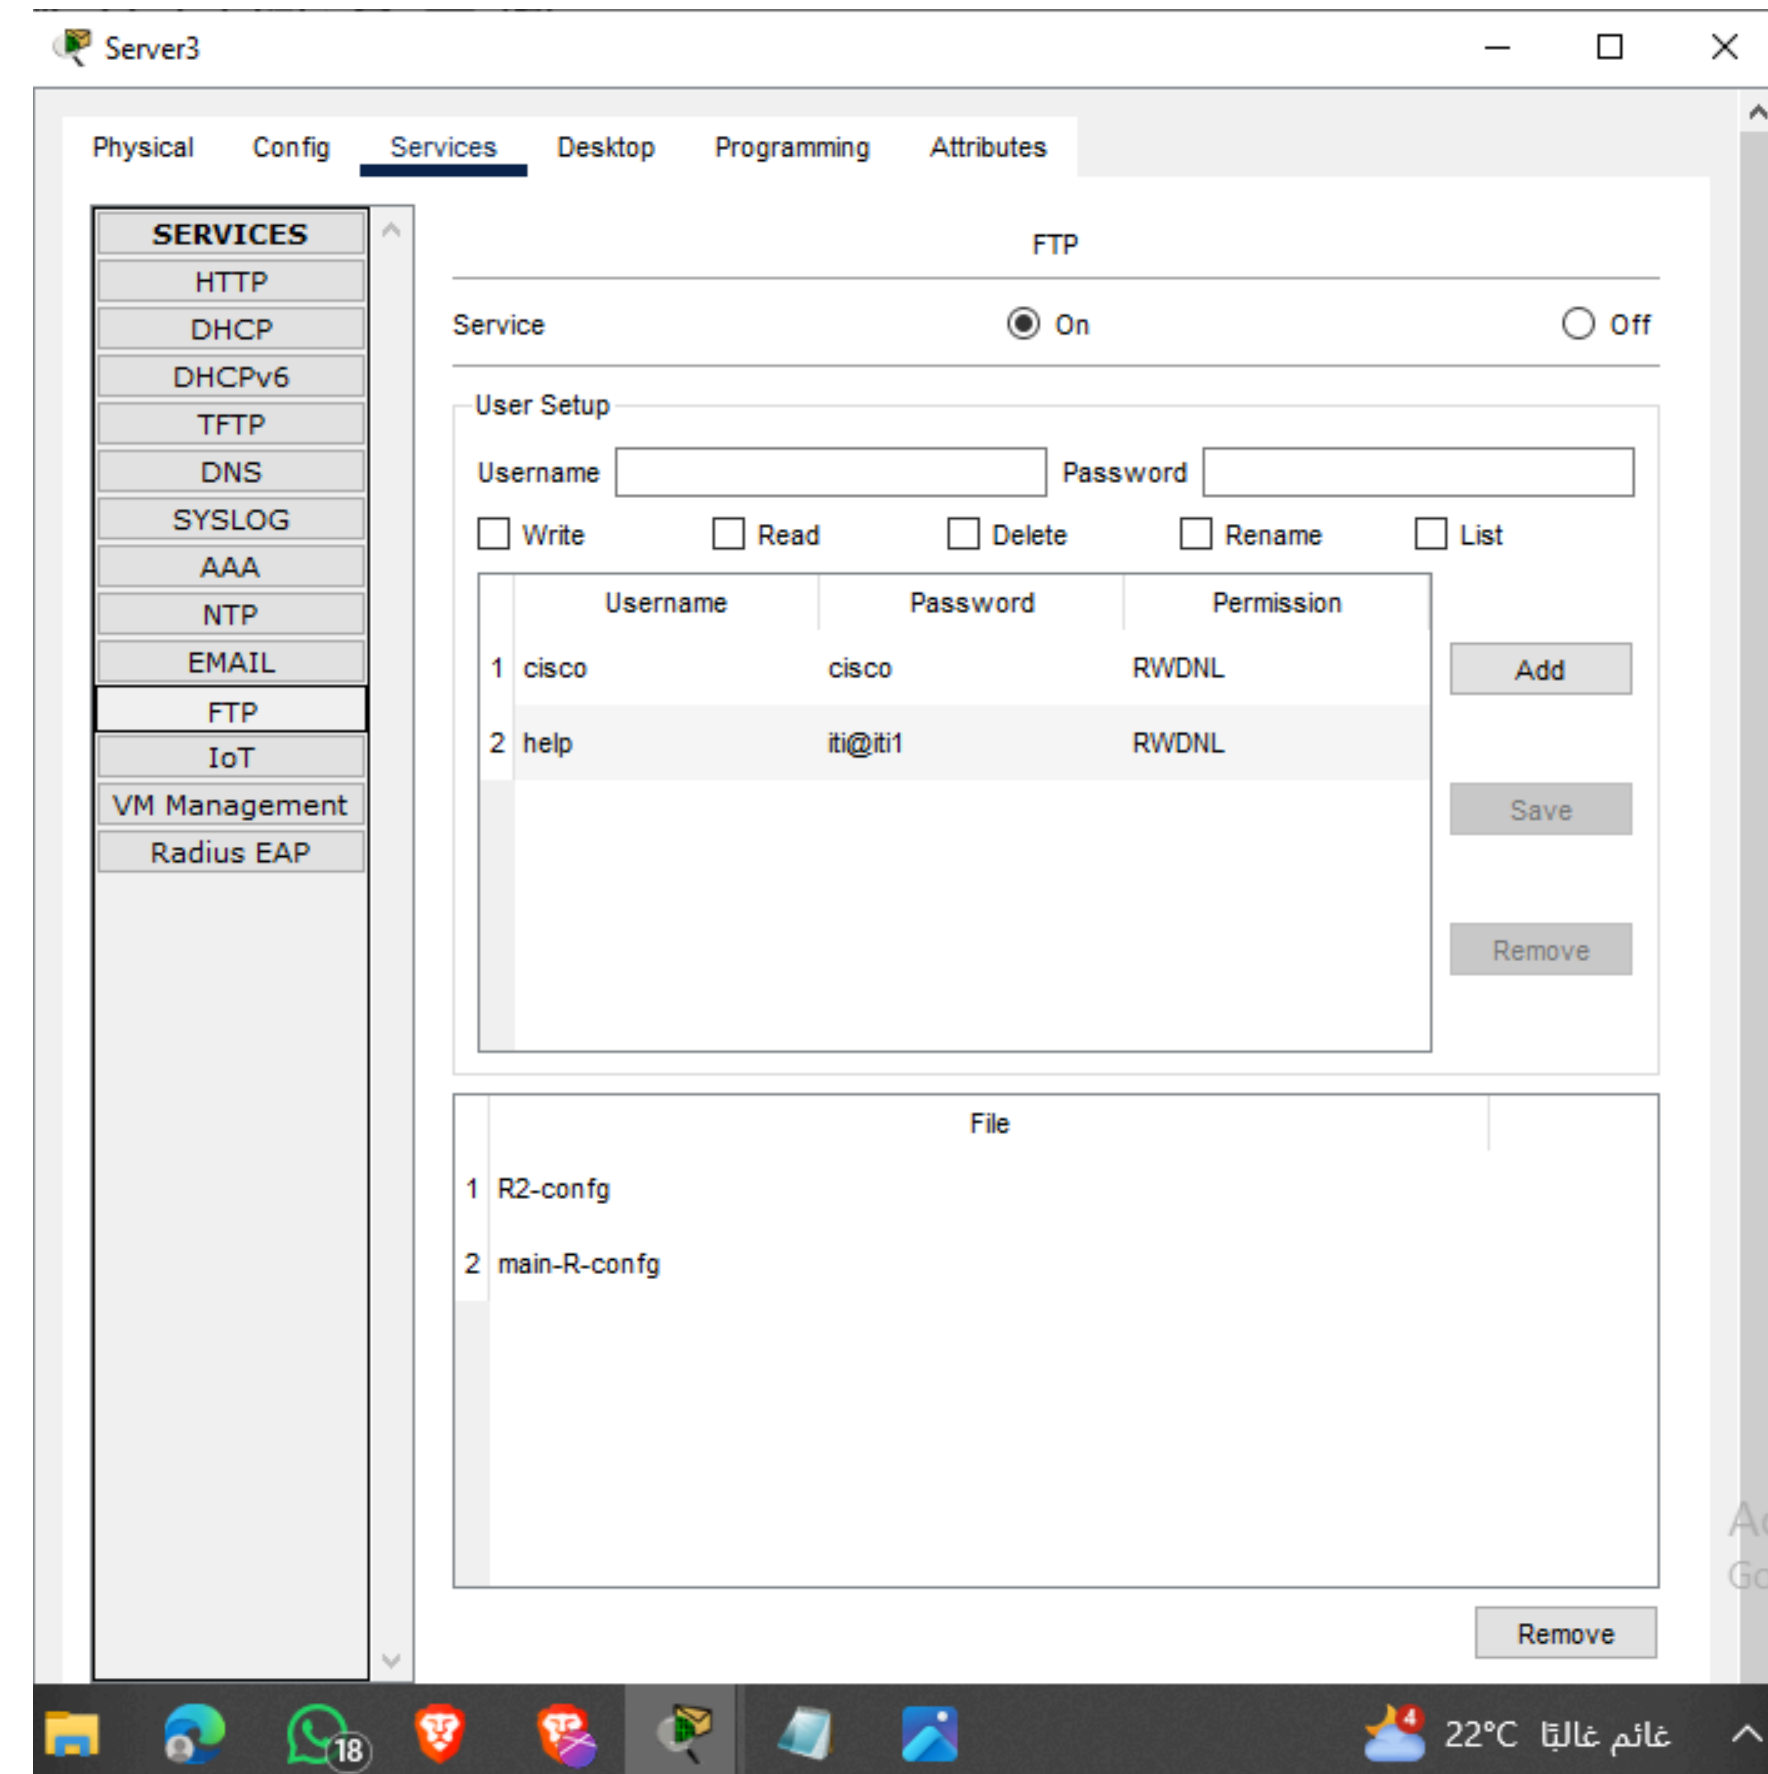 Server3
Physical Config Services Desktop Programming Attributes
SERVICES
HTTP
DHCP
DHCPv6
TFTP
DNS
SYSLOG
AAA
NTP
EMAIL
FTP
IoT
VM Management
Radius EAP
FTP
Service On Off
User Setup
Username Password
Write Read Delete Rename List
Username Password Permission
1 cisco cisco RWDNL
2 help iti@iti1 RWDNL
Add
Save
Remove
File
1 R2-confg
2 main-R-confg
Remove
18
4
22°C غائم غالبًا